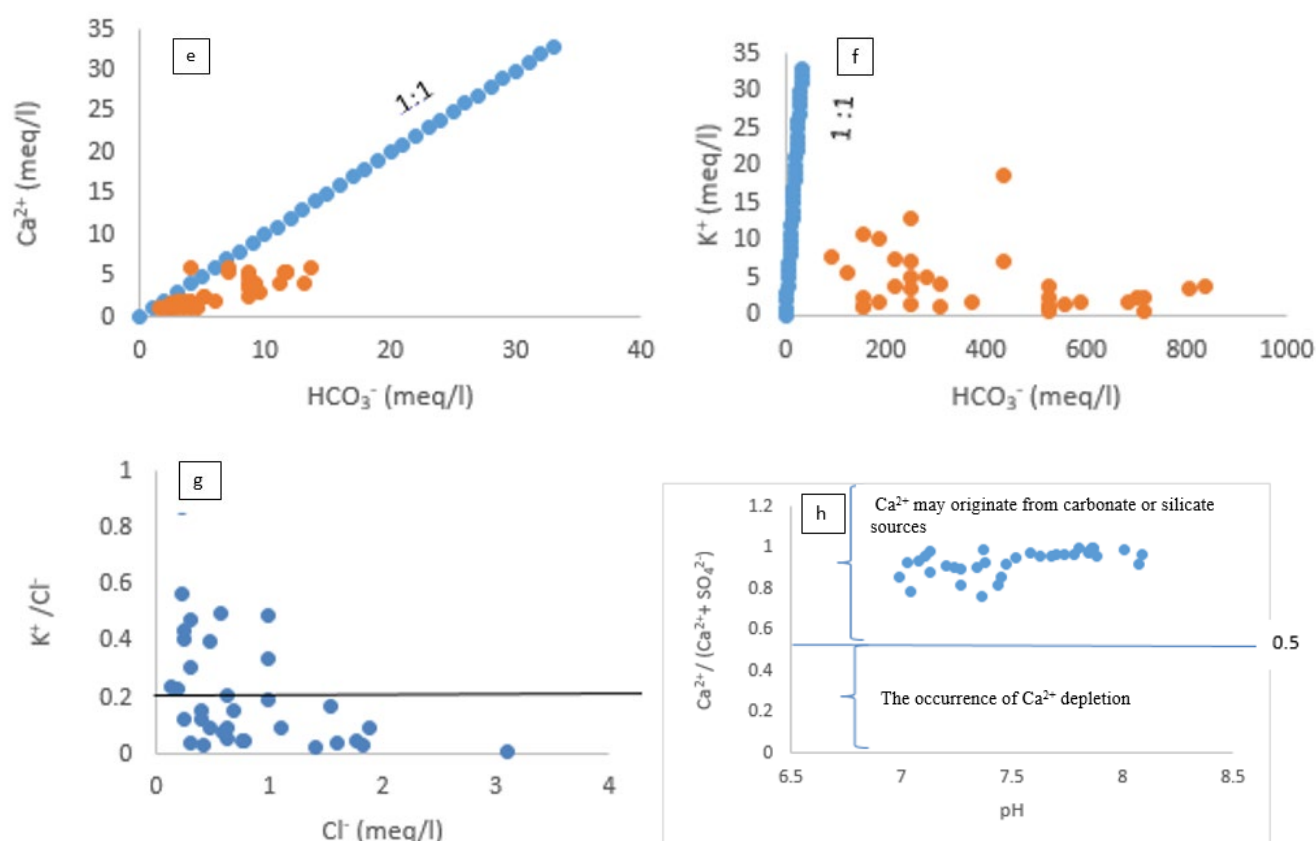 e
Ca²⁺ (meq/l)
35
30
25
20
15
10
5
0
1:1
0 10 20 30 40
HCO₃⁻ (meq/l)
f
K⁺ (meq/l)
35
30
25
20
15
10
5
0
1:1
0 200 400 600 800 1000
HCO₃⁻ (meq/l)
g
K⁺ /Cl⁻
1
0.8
0.6
0.4
0.2
0
0 1 2 3 4
Cl⁻ (meq/l)
h
Ca²⁺/ (Ca²⁺+ SO₄²⁻)
1.2
1
0.8
0.6
0.4
0.2
0
Ca²⁺ may originate from carbonate or silicate
sources
0.5
The occurrence of Ca²⁺ depletion
6.5 7 7.5 8 8.5
pH